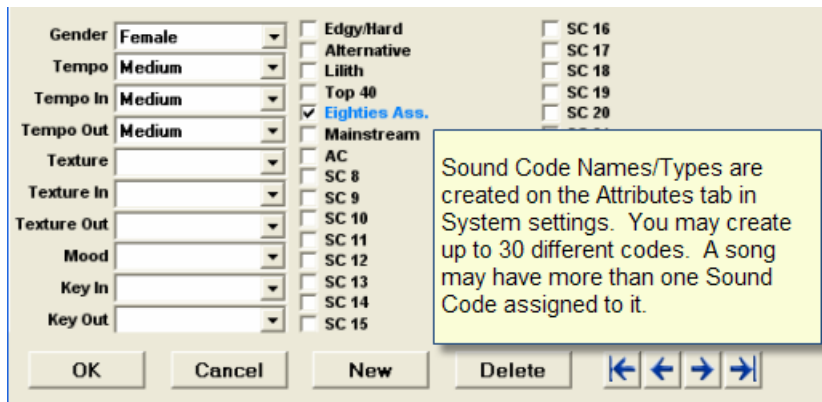 Gender Female
Tempo Medium
Tempo In Medium
Tempo Out Medium
Texture
Texture In
Texture Out
Mood
Key In
Key Out
Edgy/Hard
Alternative
Lilith
Top 40
Eighties Ass.
Mainstream
AC
SC 8
SC 9
SC 10
SC 11
SC 12
SC 13
SC 14
SC 15
SC 16
SC 17
SC 18
SC 19
SC 20
Sound Code Names/Types are
created on the Attributes tab in
System settings. You may create
up to 30 different codes. A song
may have more than one Sound
Code assigned to it.
OK
Cancel
New
Delete